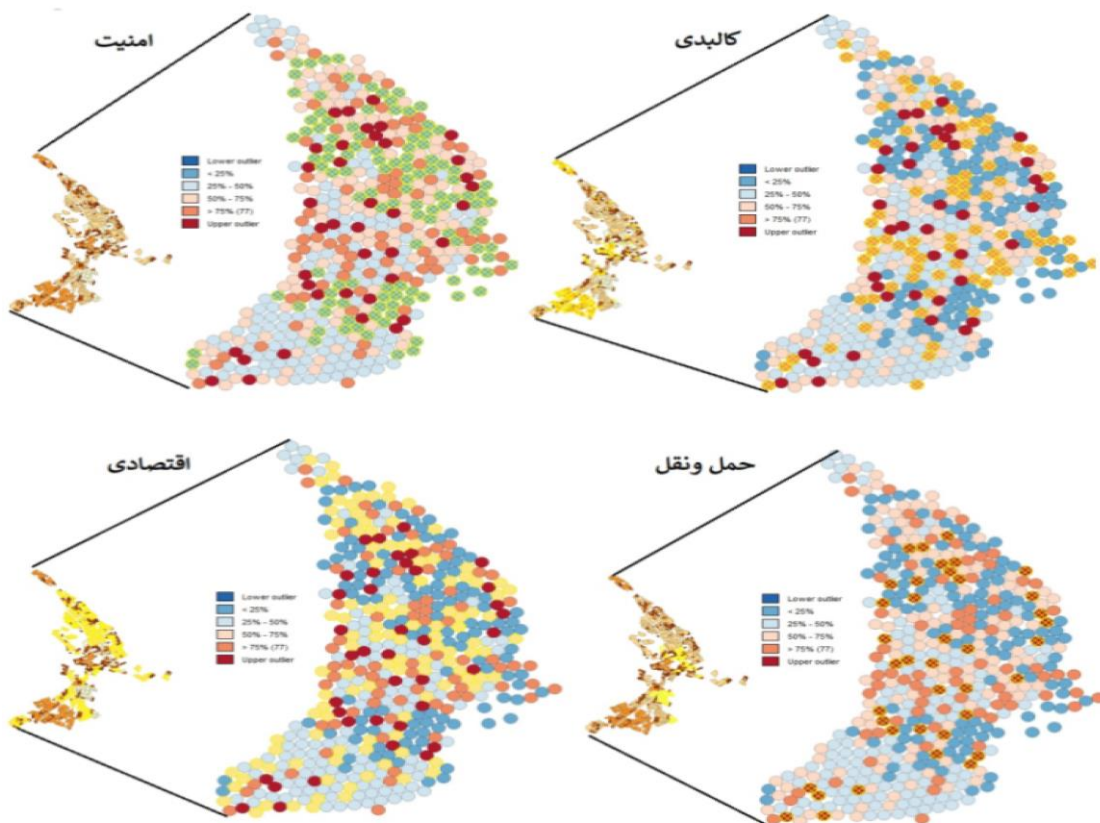 امنیت
Lower outlier
< 25%
25% - 50%
50% - 75%
> 75% (77)
Upper outlier
کالبدی
Lower outlier
< 25%
25% - 50%
50% - 75%
> 75% (77)
Upper outlier
اقتصادی
Lower outlier
< 25%
25% - 50%
50% - 75%
> 75% (77)
Upper outlier
حمل ونقل
Lower outlier
< 25%
25% - 50%
50% - 75%
> 75% (77)
Upper outlier